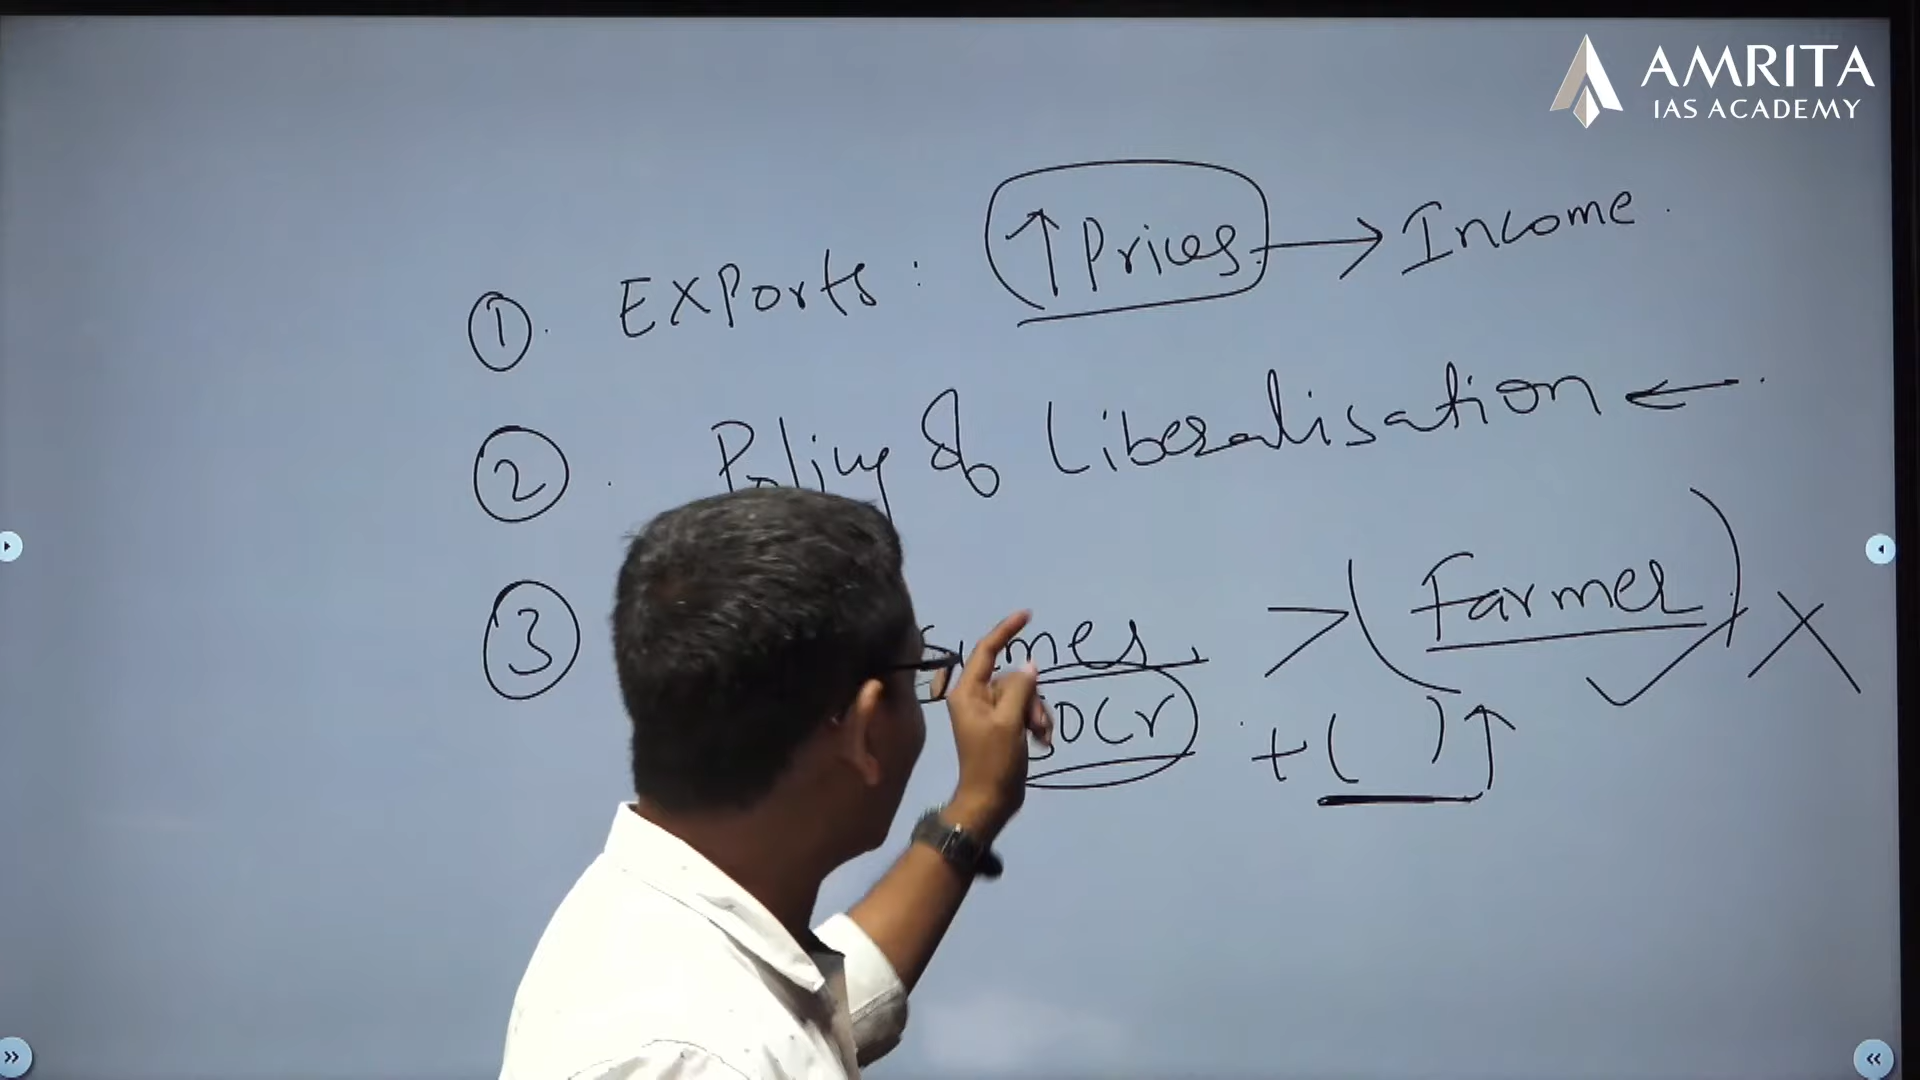 AMRITA
IAS ACADEMY
① Exports : ↑ Prices → Income
② Policy of Liberalisation ←
③ > ( Farmer ) ✓ X
+ ( ) ↑